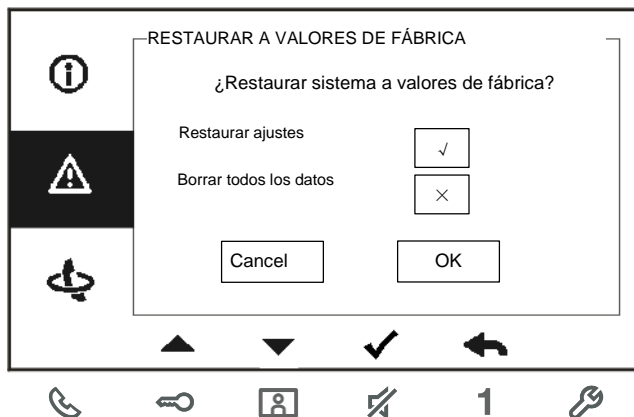 RESTAURAR A VALORES DE FÁBRICA
¿Restaurar sistema a valores de fábrica?
Restaurar ajustes
√
Borrar todos los datos
×
Cancel
OK
1